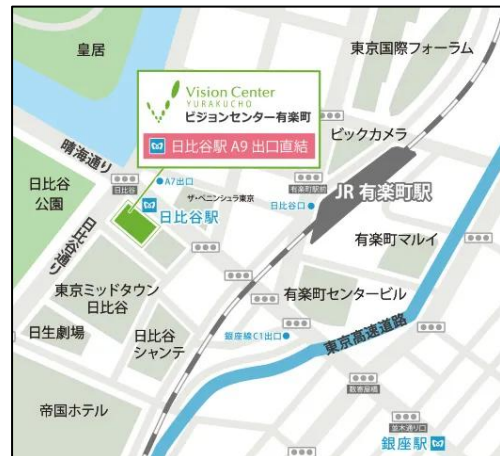 皇居
東京国際フォーラム
Vision Center
YURAKUCHO
ビジョンセンター有楽町
日比谷駅 A9 出口直結
ビックカメラ
晴海通り
日比谷
A7出口
有楽町駅前
JR 有楽町駅
日比谷
公園
ザ・ペニンシュラ東京
日比谷口
日比谷駅
日比谷通り
有楽町マルイ
東京ミッドタウン
日比谷
有楽町センタービル
日生劇場
日比谷
シャンテ
銀座線C1出口
東京高速道路
数寄屋橋
帝国ホテル
並木通り口
銀座駅